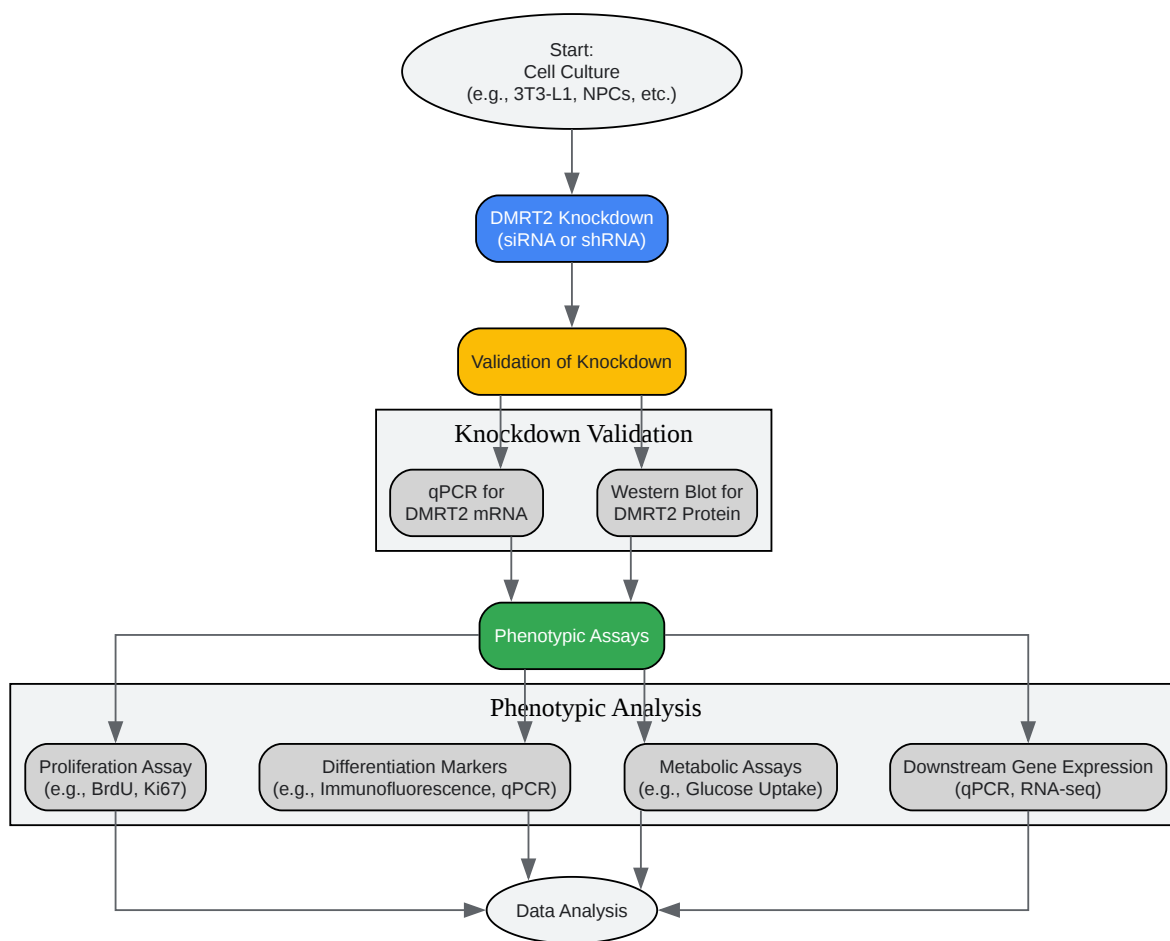 Start:
Cell Culture
(e.g., 3T3-L1, NPCs, etc.)
DMRT2 Knockdown
(siRNA or shRNA)
Validation of Knockdown
Knockdown Validation
qPCR for
DMRT2 mRNA
Western Blot for
DMRT2 Protein
Phenotypic Assays
Phenotypic Analysis
Proliferation Assay
(e.g., BrdU, Ki67)
Differentiation Markers
(e.g., Immunofluorescence, qPCR)
Metabolic Assays
(e.g., Glucose Uptake)
Downstream Gene Expression
(qPCR, RNA-seq)
Data Analysis